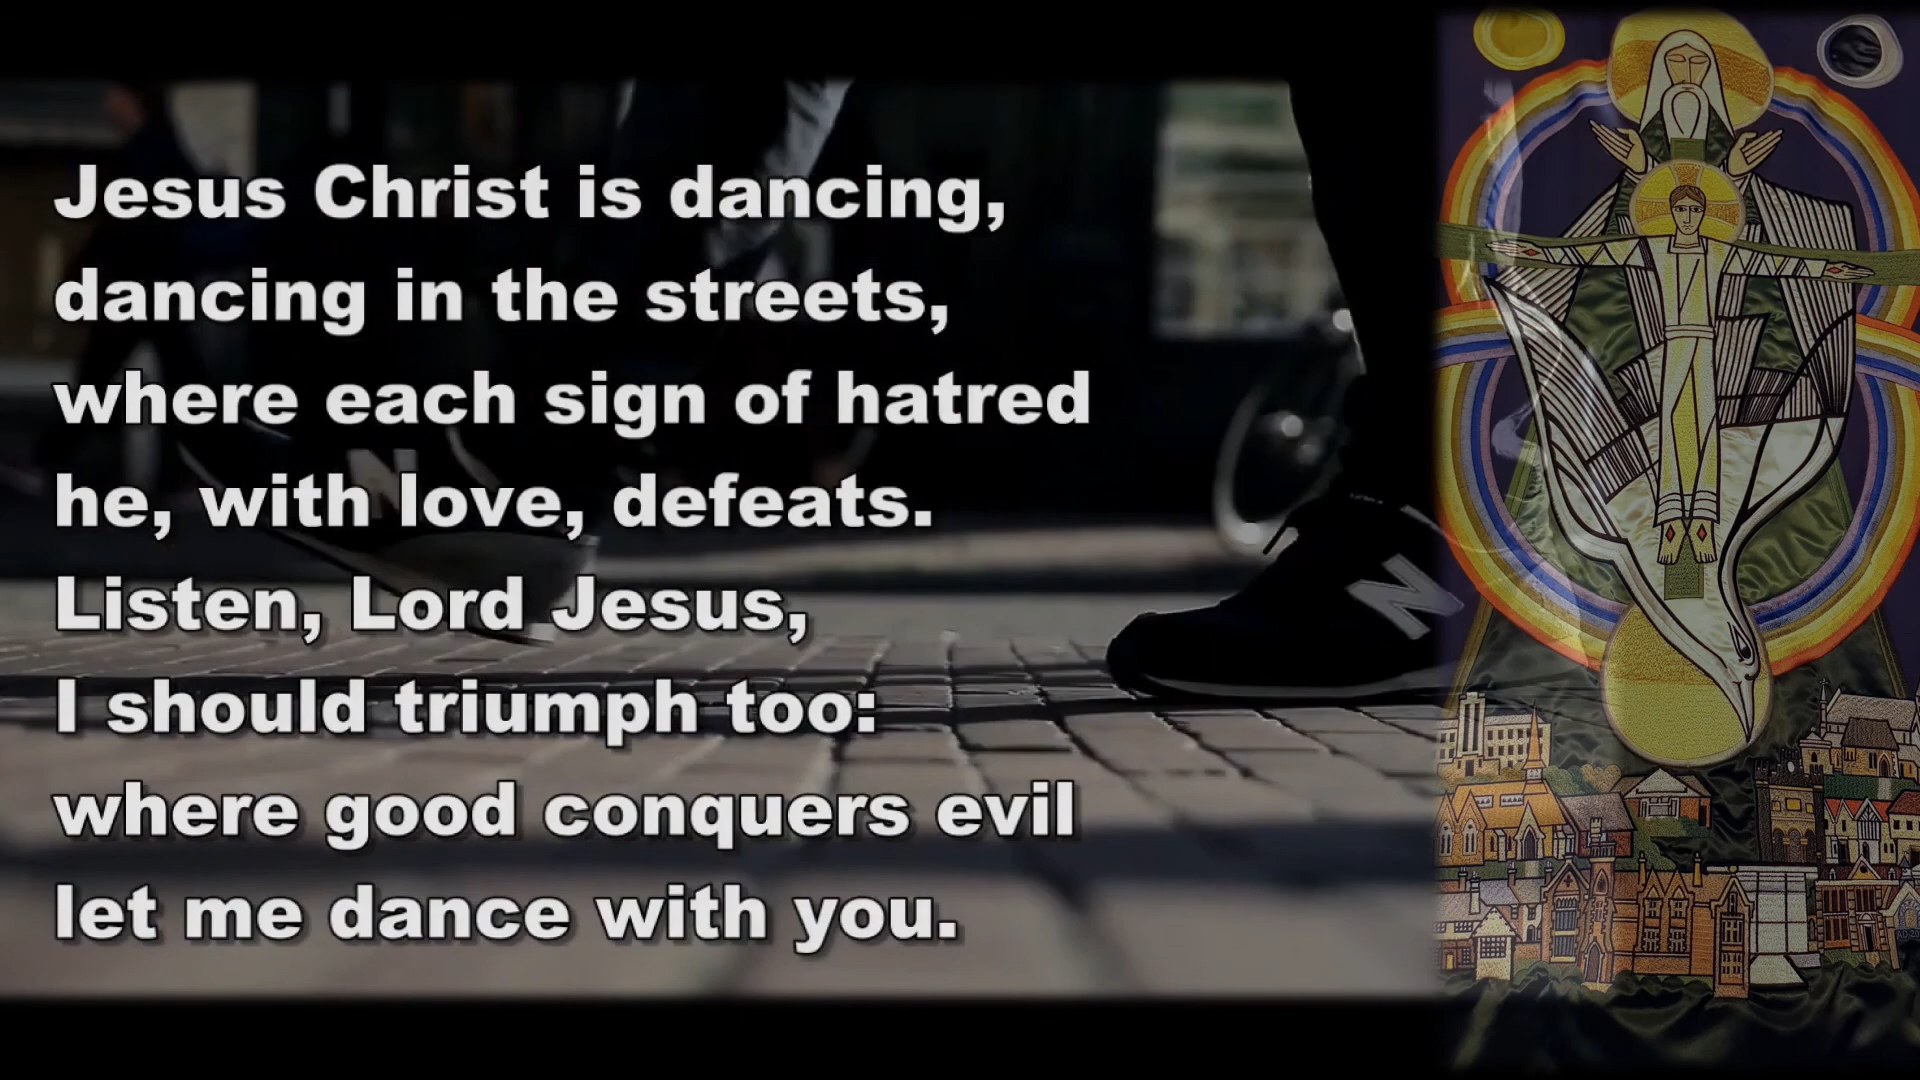 Jesus Christ is dancing,
dancing in the streets,
where each sign of hatred
he, with love, defeats.
Listen, Lord Jesus,
I should triumph too:
where good conquers evil
let me dance with you.
N
N